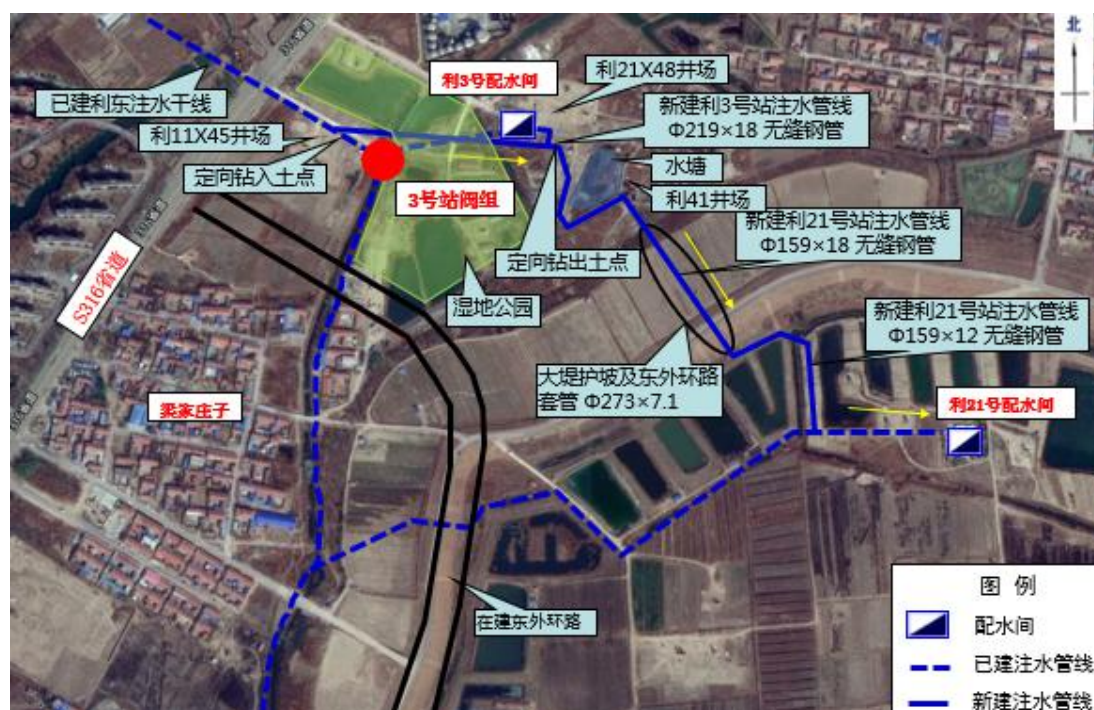 北
S316省道
利3号配水间
利21X48井场
已建利东注水干线
新建利3号站注水管线
Φ219×18 无缝钢管
利11X45井场
水塘
定向钻入土点
3号站阀组
利41井场
新建利21号站注水管线
Φ159×18 无缝钢管
定向钻出土点
S316省道
湿地公园
新建利21号站注水管线
Φ159×12 无缝钢管
大堤护坡及东外环路
套管 Φ273×7.1
梁家庄子
利21号配水间
在建东外环路
图 例
配水间
已建注水管线
新建注水管线